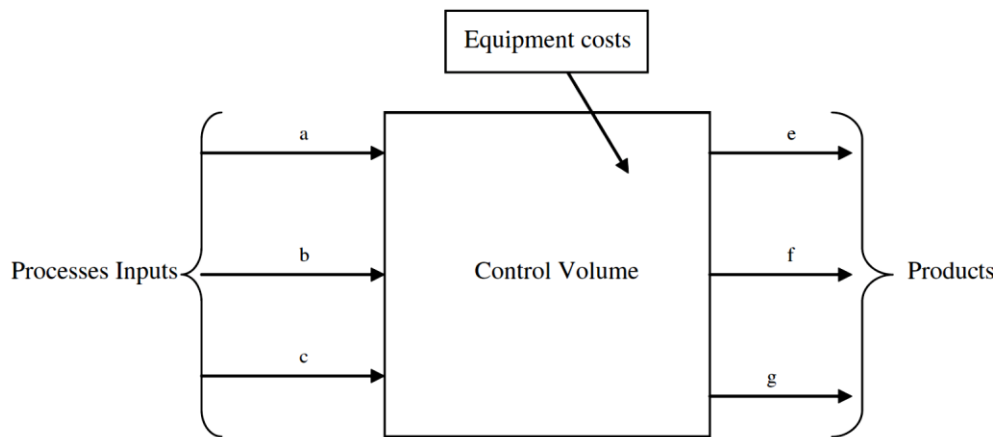 Equipment costs
a
e
Processes Inputs
b
Control Volume
f
Products
c
g